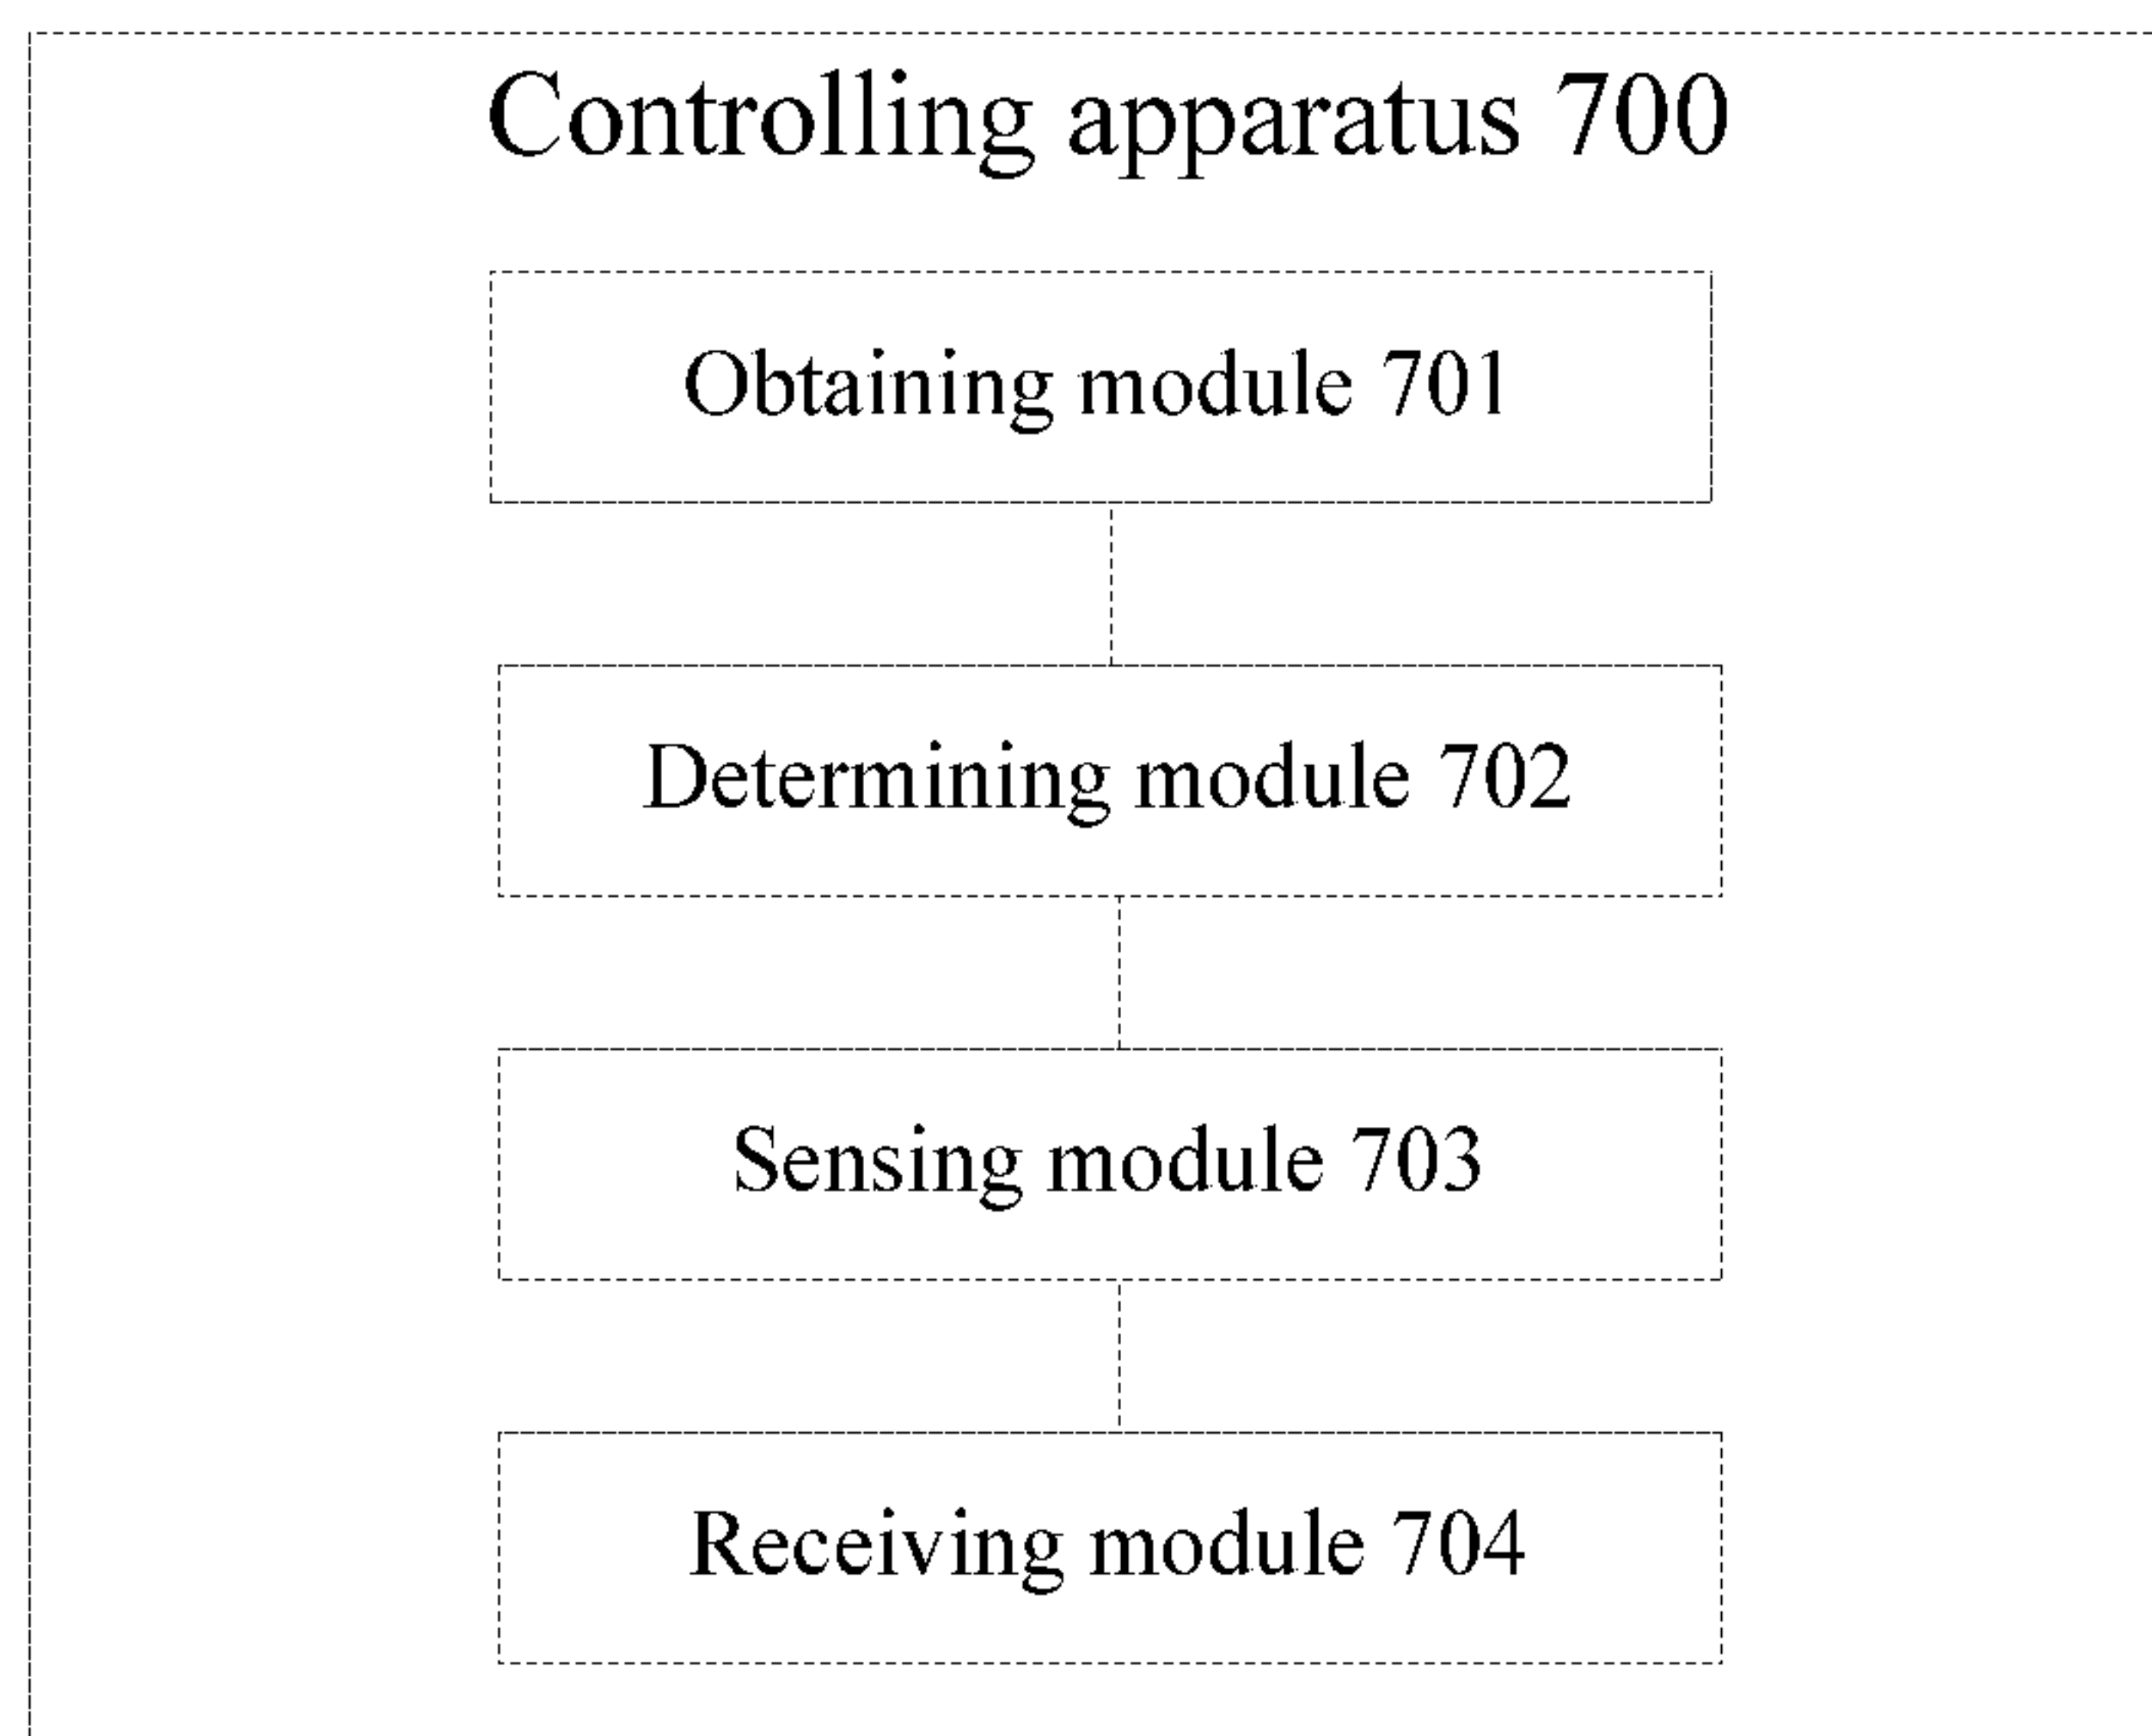 Controlling apparatus 700
Obtaining module 701
Determining module 702
Sensing module 703
Receiving module 704